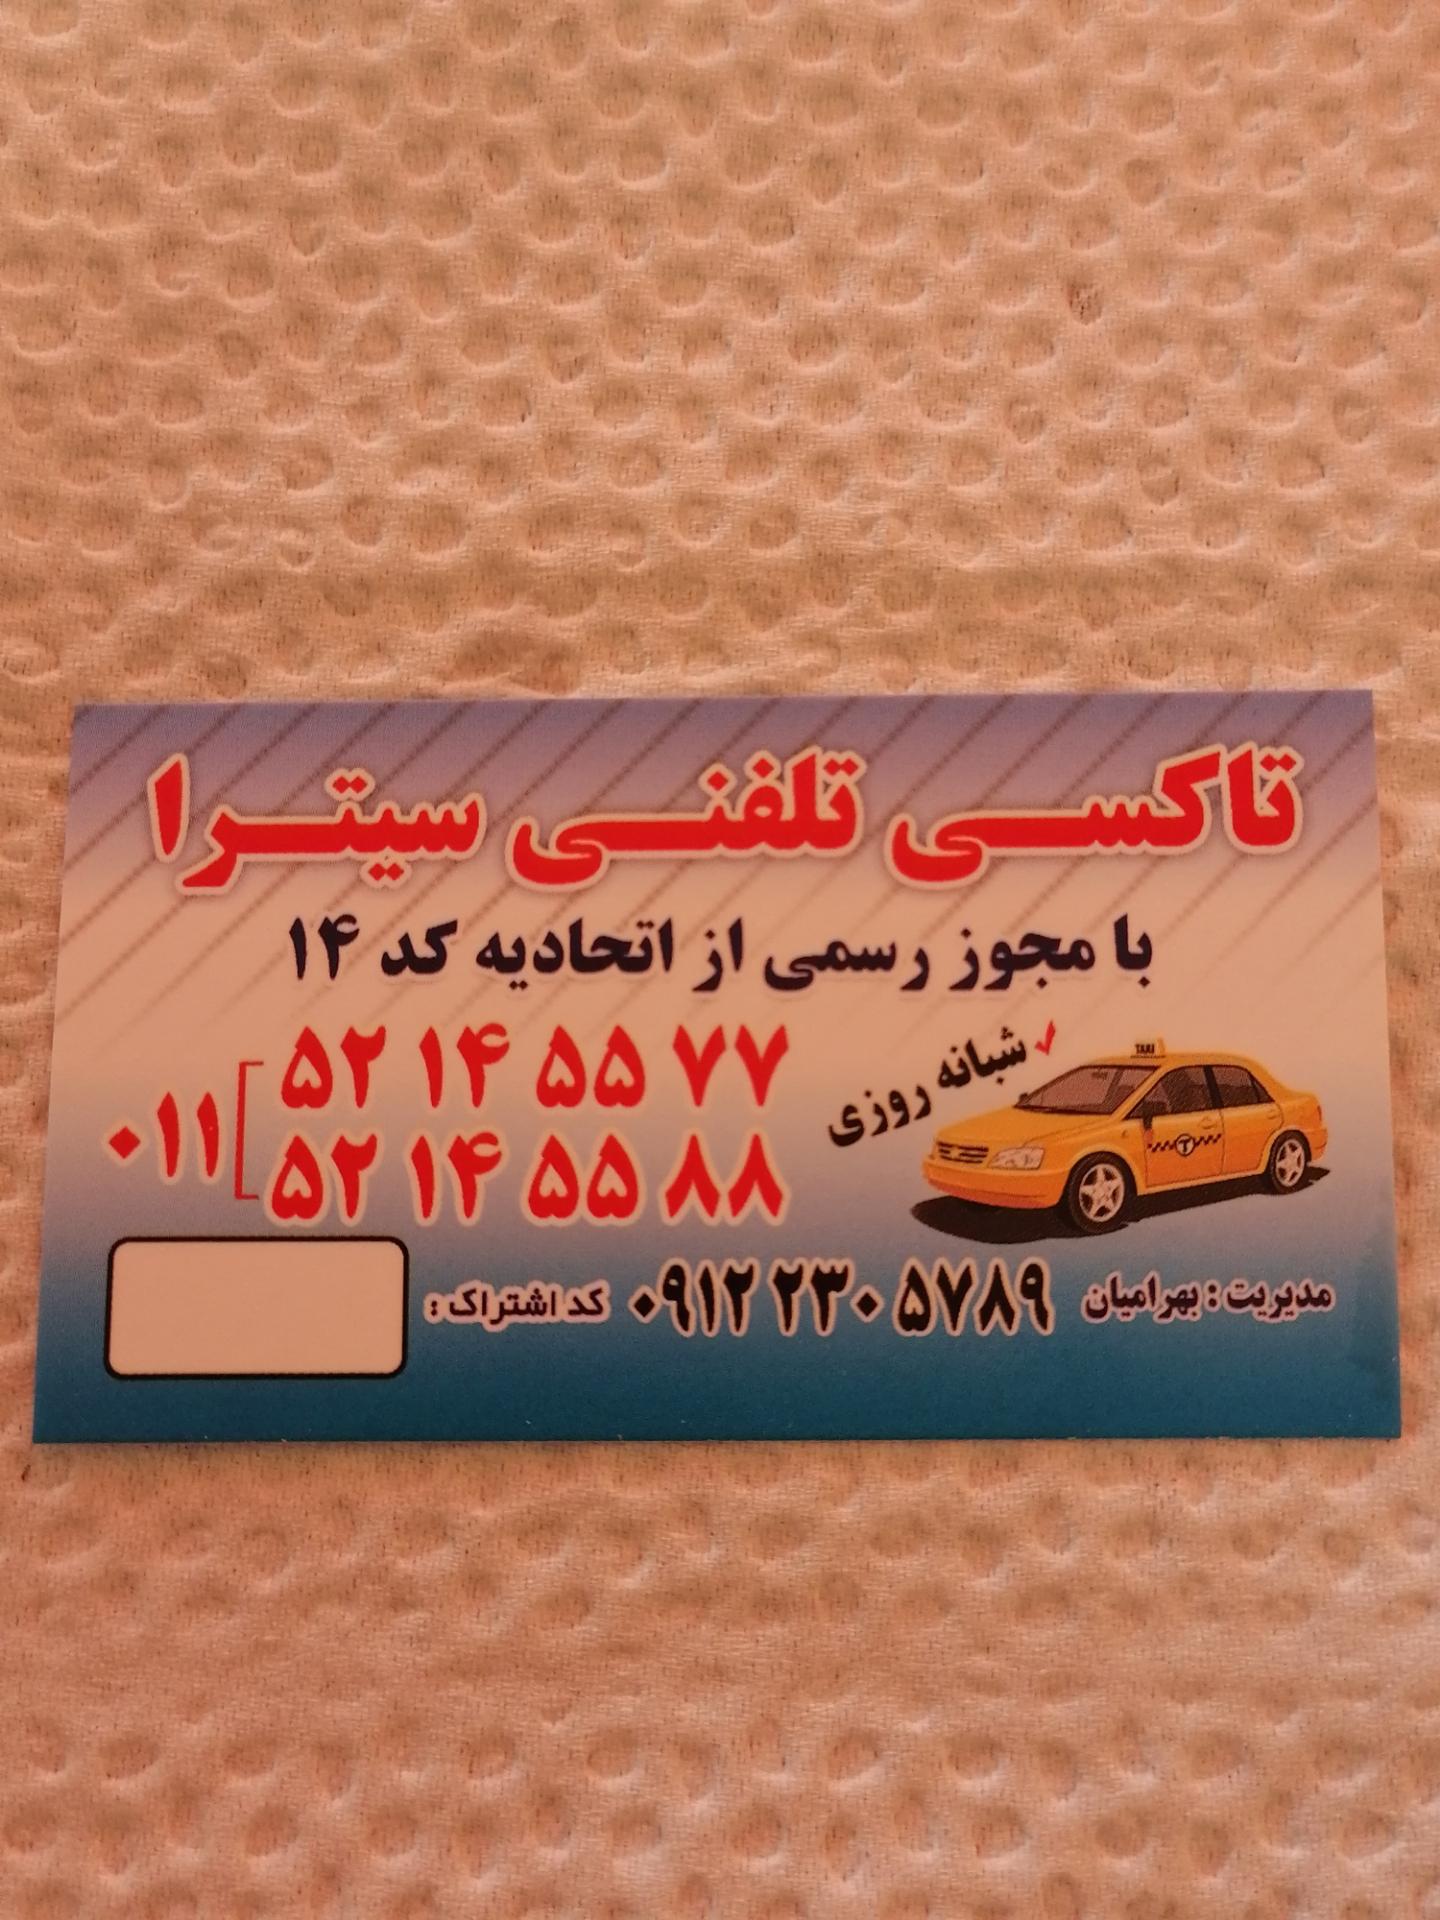 تاکسی تلفنی سیترا
با مجوز رسمی از اتحادیه کد ۱۴
شبانه روزی
TAXI
T
۰۱۱
۵۲ ۱۴ ۵۵ ۷۷
۵۲ ۱۴ ۵۵ ۸۸
مدیریت : بهرامیان ۰۹۱۲ ۲۳۰ ۵۷۸۹ کد اشتراک :